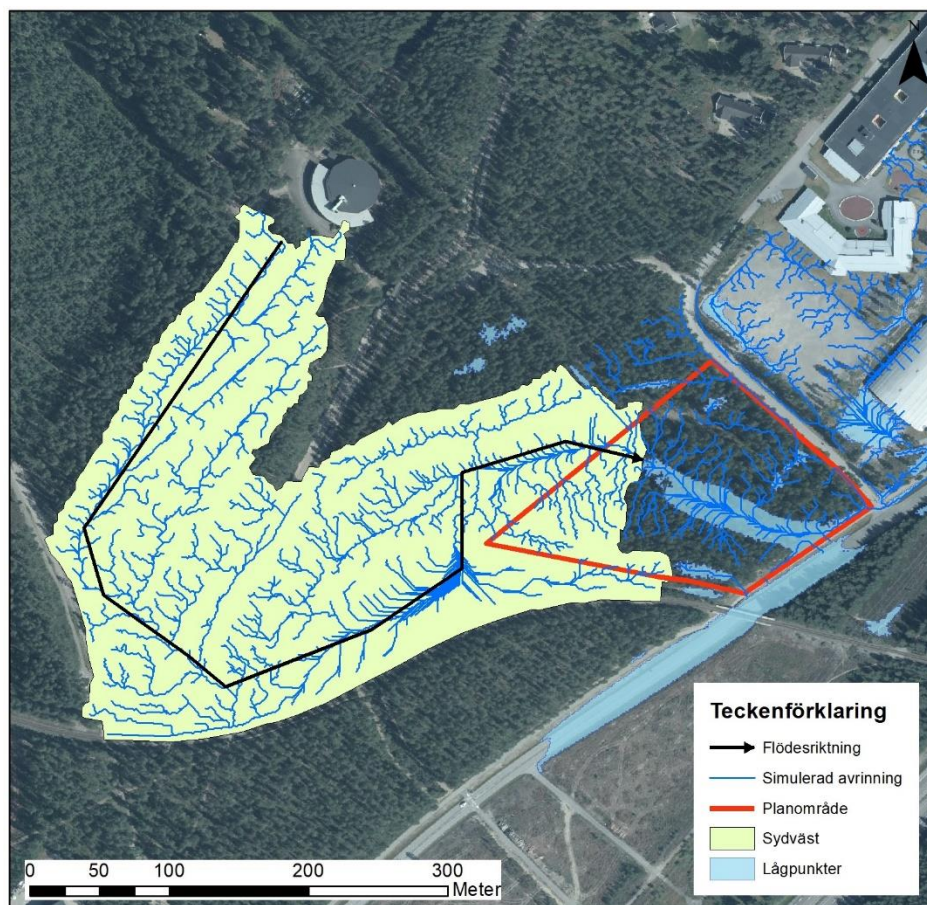 N
Teckenförklaring
Flödesriktning
Simulerad avrinning
Planområde
Sydväst
Lågpunkter
0 50 100 200 300
Meter